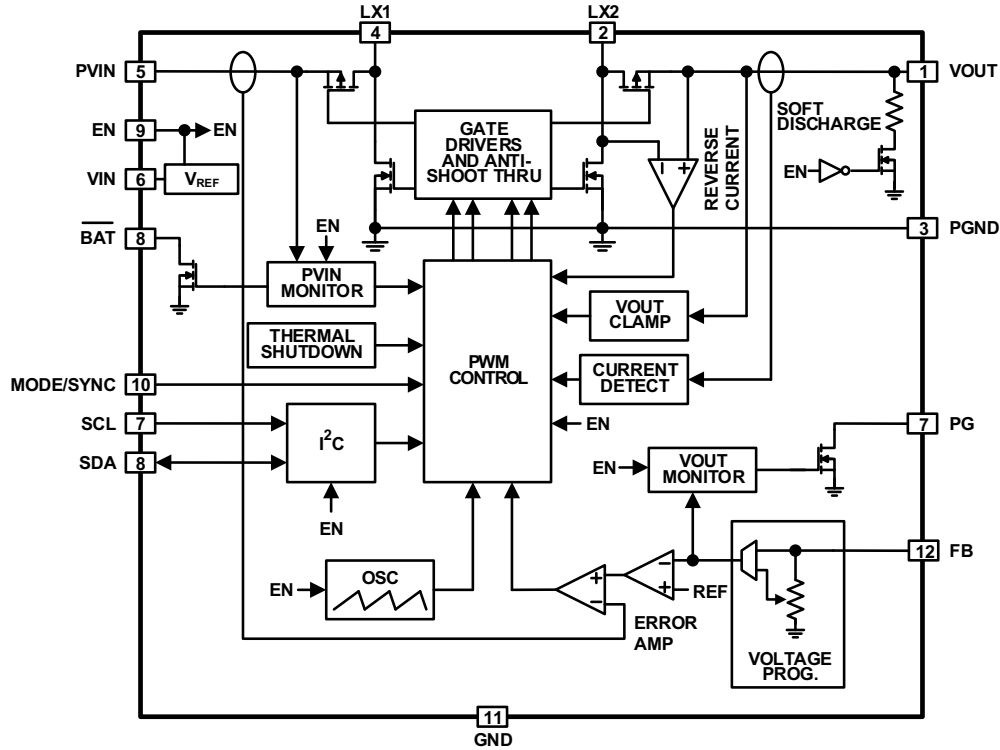 LX1
LX2
4
2
PVIN
5
1
VOUT
SOFT
DISCHARGE
EN
9
EN
GATE
DRIVERS
AND ANTI-
SHOOT THRU
REVERSE
CURRENT
VIN
6
VREF
EN
BAT
8
EN
3
PGND
PVIN
MONITOR
VOUT
CLAMP
THERMAL
SHUTDOWN
PWM
CONTROL
CURRENT
DETECT
MODE/SYNC
10
SCL
7
I²C
EN
7
PG
SDA
8
EN
VOUT
MONITOR
EN
12
FB
EN
OSC
REF
ERROR
AMP
VOLTAGE
PROG.
11
GND